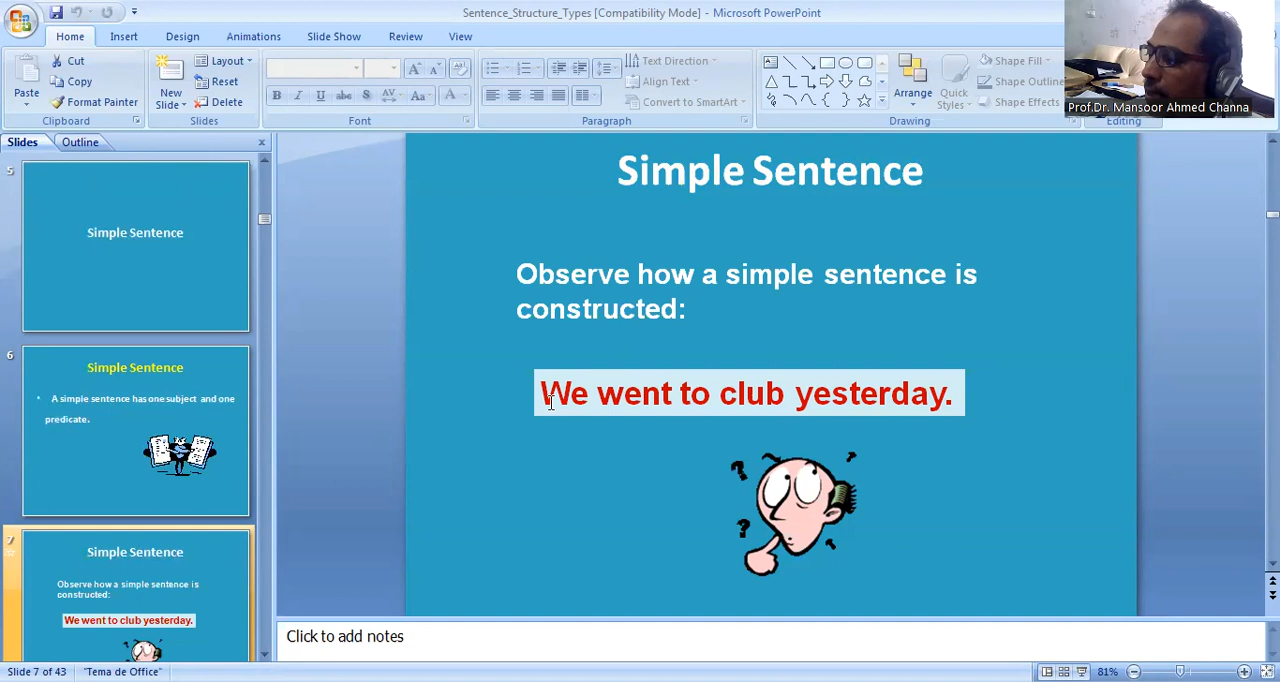 Sentence_Structure_Types [Compatibility Mode] - Microsoft PowerPoint
Home Insert Design Animations Slide Show Review View
Paste
Cut
Copy
Format Painter
Clipboard
New Slide
Layout
Reset
Delete
Slides
B I U abc S AV Aa A
Font
Text Direction
Align Text
Convert to SmartArt
Paragraph
Arrange
Quick Styles
Shape Fill
Shape Outline
Shape Effects
Drawing
Editing
Prof.Dr. Mansoor Ahmed Channa
Slides Outline
5
Simple Sentence
6
Simple Sentence
• A simple sentence has one subject and one
predicate.
7
Simple Sentence
Observe how a simple sentence is
constructed:
We went to club yesterday.
Simple Sentence
Observe how a simple sentence is
constructed:
We went to club yesterday.
Click to add notes
Slide 7 of 43 "Tema de Office" 81%